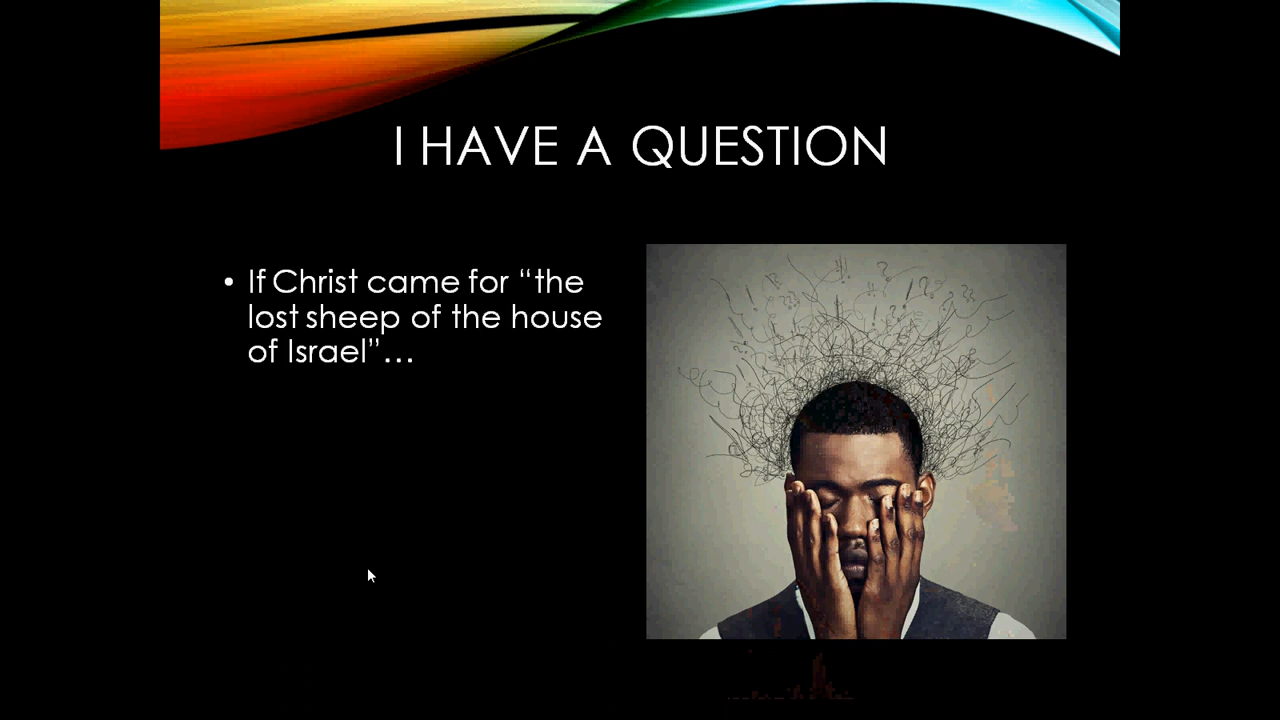 I HAVE A QUESTION
• If Christ came for “the
lost sheep of the house
of Israel”…